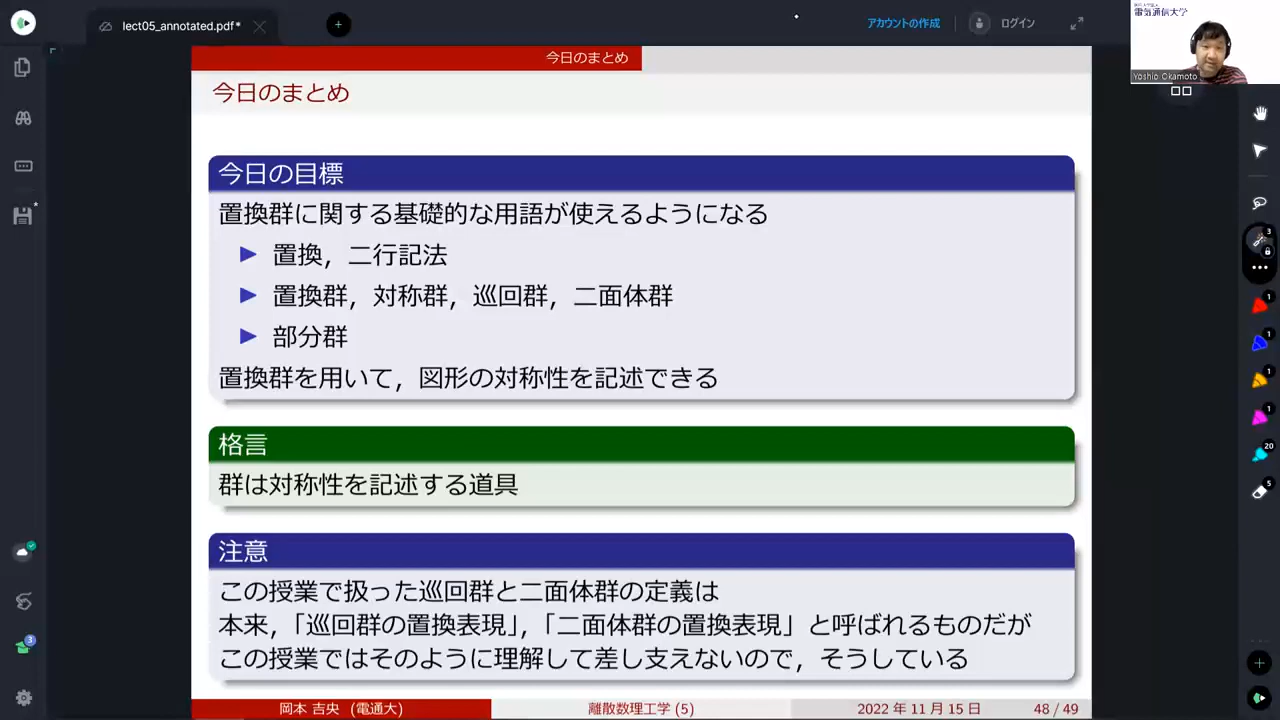 lect05_annotated.pdf*
アカウントの作成
ログイン
電気通信大学
Yoshio Okamoto
今日のまとめ
今日のまとめ
今日の目標
置換群に関する基礎的な用語が使えるようになる
▶ 置換，二行記法
▶ 置換群，対称群，巡回群，二面体群
▶ 部分群
置換群を用いて，図形の対称性を記述できる
格言
群は対称性を記述する道具
注意
この授業で扱った巡回群と二面体群の定義は
本来，「巡回群の置換表現」，「二面体群の置換表現」と呼ばれるものだが
この授業ではそのように理解して差し支えないので，そうしている
岡本 吉央 (電通大)
離散数理工学 (5)
2022 年 11 月 15 日
48 / 49
3
1
1
1
1
20
5
3